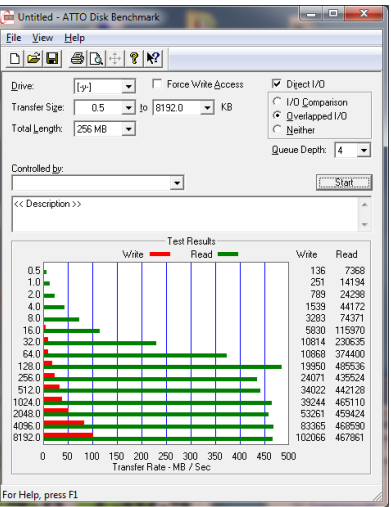 Untitled - ATTO Disk Benchmark
File View Help
Drive: [-y-] Force Write Access Direct I/O
Transfer Size: 0.5 to 8192.0 KB I/O Comparison
Total Length: 256 MB Overlapped I/O
Neither
Queue Depth: 4
Controlled by:
Start
<< Description >>
Test Results
Write Read Write Read
0.5 136 7368
1.0 251 14194
2.0 789 24298
4.0 1539 44172
8.0 3283 74371
16.0 5830 115970
32.0 10814 230635
64.0 10868 374400
128.0 19950 485536
256.0 24071 435524
512.0 34022 442128
1024.0 39244 465110
2048.0 53261 459424
4096.0 83365 468590
8192.0 102066 467861
0 50 100 150 200 250 300 350 400 450 500
Transfer Rate - MB / Sec
For Help, press F1